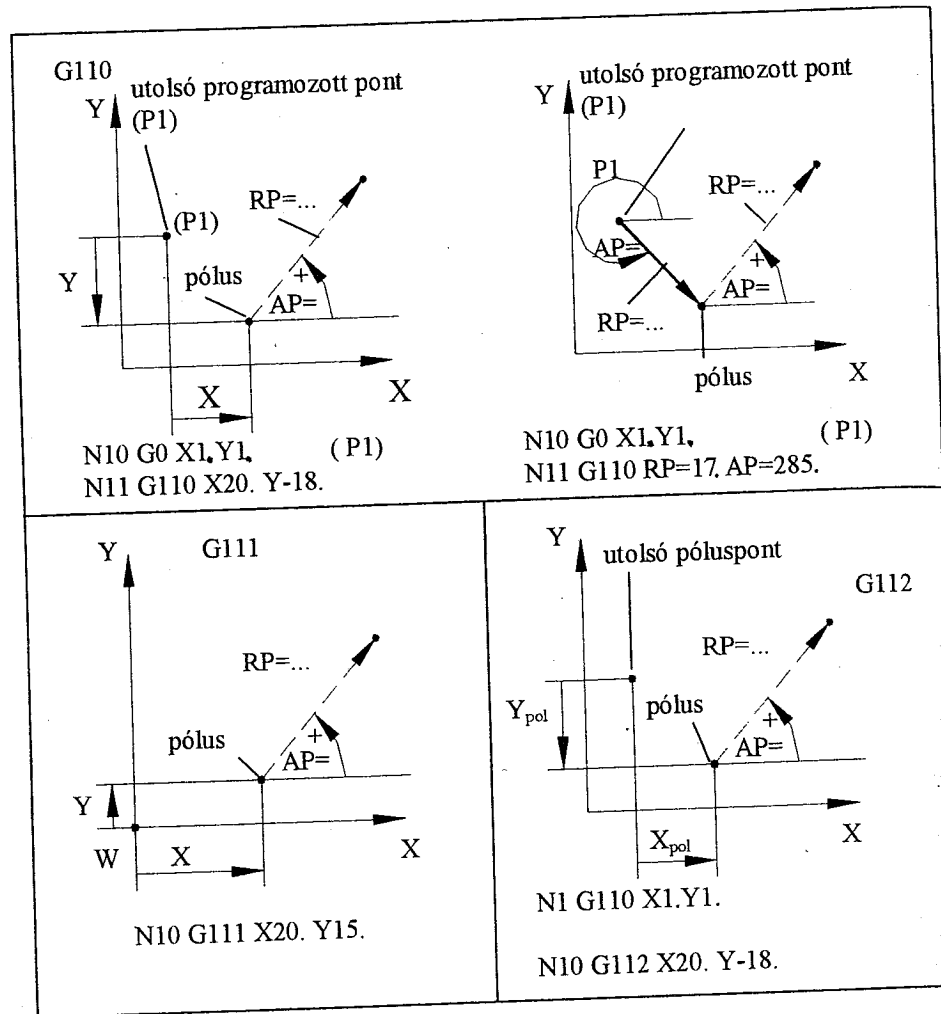 G110
utolsó programozott pont
(P1)
Y
(P1)
RP=...
Y
pólus
+
AP=
X
X
N10 G0 X1.Y1. (P1)
N11 G110 X20. Y-18.
utolsó programozott pont
Y
(P1)
P1
RP=...
AP=
+
AP=
RP=...
pólus
X
N10 G0 X1.Y1. (P1)
N11 G110 RP=17. AP=285.
Y
G111
RP=...
pólus
+
AP=
Y
W
X
X
N10 G111 X20. Y15.
Y
utolsó póluspont
G112
RP=...
Ypol
pólus
+
AP=
Xpol
X
N1 G110 X1.Y1.
N10 G112 X20. Y-18.